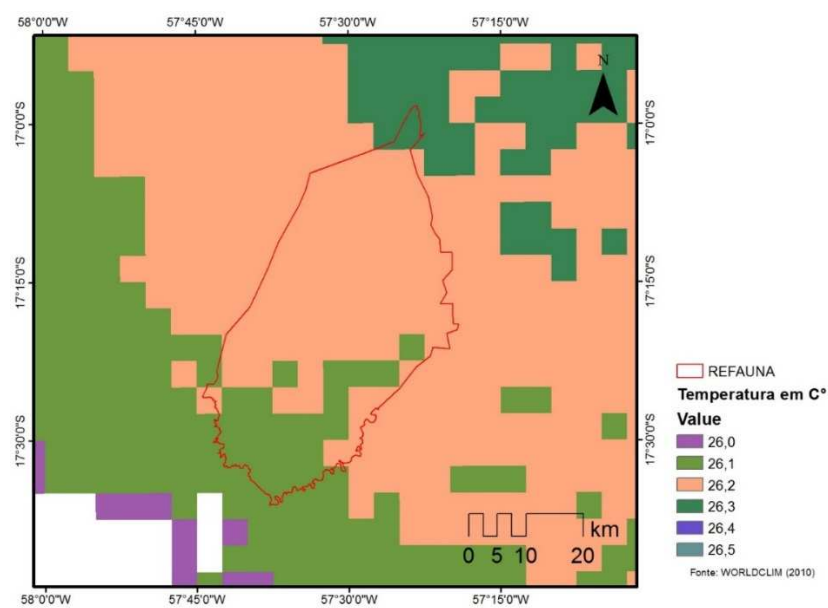 58°0'0"W 57°45'0"W 57°30'0"W 57°15'0"W
N
17°0'0"S 17°0'0"S
17°15'0"S 17°15'0"S
17°30'0"S 17°30'0"S
REFAUNA
Temperatura em C°
Value
26,0
26,1
26,2
26,3
26,4
26,5
Fonte: WORLDCLIM (2010)
km
0 5 10 20
58°0'0"W 57°45'0"W 57°30'0"W 57°15'0"W